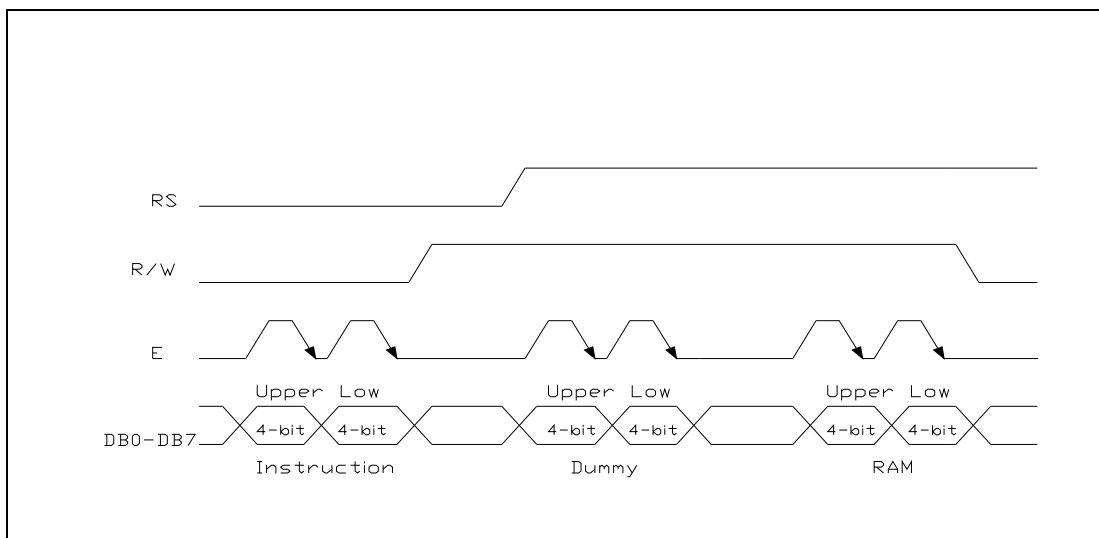 RS
R/W
E
Upper Low Upper Low Upper Low
DB0-DB7 4-bit 4-bit 4-bit 4-bit 4-bit 4-bit
Instruction Dummy RAM